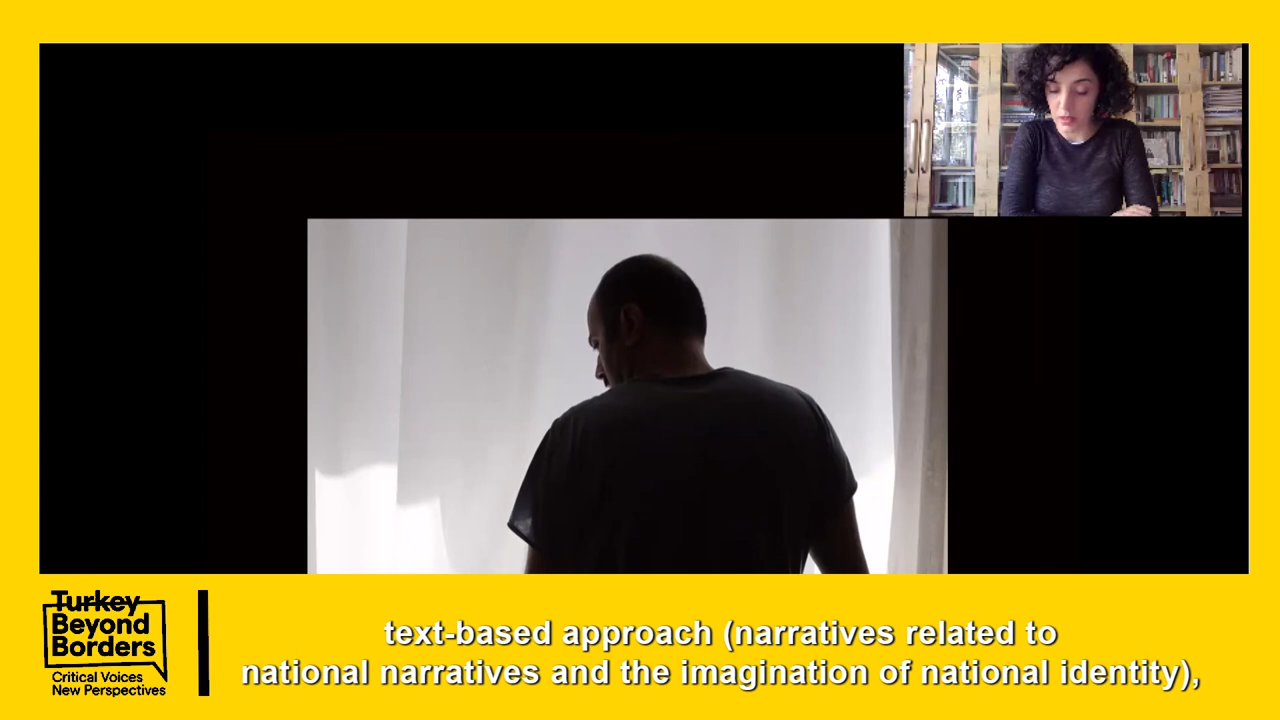 Turkey
Beyond
Borders
Critical Voices
New Perspectives
text-based approach (narratives related to
national narratives and the imagination of national identity),